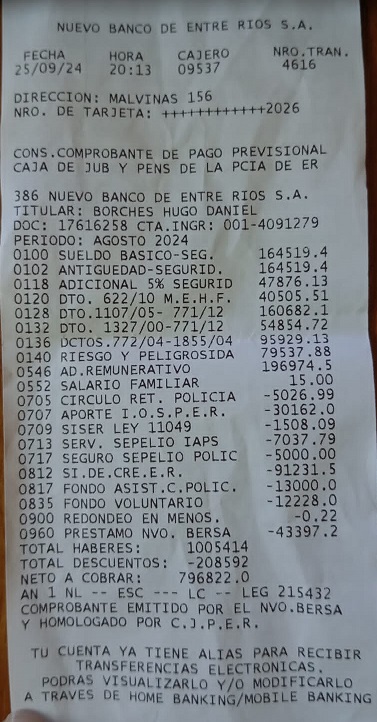 NUEVO BANCO DE ENTRE RIOS S.A.
FECHA HORA CAJERO NRO.TRAN.
25/09/24 20:13 09537 4616
DIRECCION: MALVINAS 156
NRO. DE TARJETA: ++++++++++++2026
CONS.COMPROBANTE DE PAGO PREVISIONAL
CAJA DE JUB Y PENS DE LA PCIA DE ER
386 NUEVO BANCO DE ENTRE RIOS S.A.
TITULAR: BORCHES HUGO DANIEL
DOC: 17616258 CTA.INGR: 001-4091279
PERIODO: AGOSTO 2024
0100 SUELDO BASICO-SEG. 164519.4
0102 ANTIGUEDAD-SEGURID. 164519.4
0118 ADICIONAL 5% SEGURID 47876.13
0120 DTO. 622/10 M.E.H.F. 40505.51
0128 DTO.1107/05- 771/12 160682.1
0132 DTO. 1327/00-771/12 54854.72
0136 DCTOS.772/04-1855/04 95929.13
0140 RIESGO Y PELIGROSIDA 79537.88
0546 AD.REMUNERATIVO 196974.5
0552 SALARIO FAMILIAR 15.00
0705 CIRCULO RET. POLICIA -5026.99
0707 APORTE I.O.S.P.E.R. -30162.0
0709 SISER LEY 11049 -1508.09
0713 SERV. SEPELIO IAPS -7037.79
0717 SEGURO SEPELIO POLIC -5000.00
0812 SI.DE.CRE.E.R. -91231.5
0817 FONDO ASIST.C.POLIC. -13000.0
0835 FONDO VOLUNTARIO -12228.0
0900 REDONDEO EN MENOS. -0.22
0960 PRESTAMO NVO. BERSA -43397.2
TOTAL HABERES: 1005414
TOTAL DESCUENTOS: -208592
NETO A COBRAR: 796822.0
AN 1 NL -- ESC --- LC -- LEG 215432
COMPROBANTE EMITIDO POR EL NVO.BERSA
Y HOMOLOGADO POR C.J.P.E.R.
TU CUENTA YA TIENE ALIAS PARA RECIBIR
TRANSFERENCIAS ELECTRONICAS.
PODRAS VISUALIZARLO Y/O MODIFICARLO
A TRAVES DE HOME BANKING/MOBILE BANKING